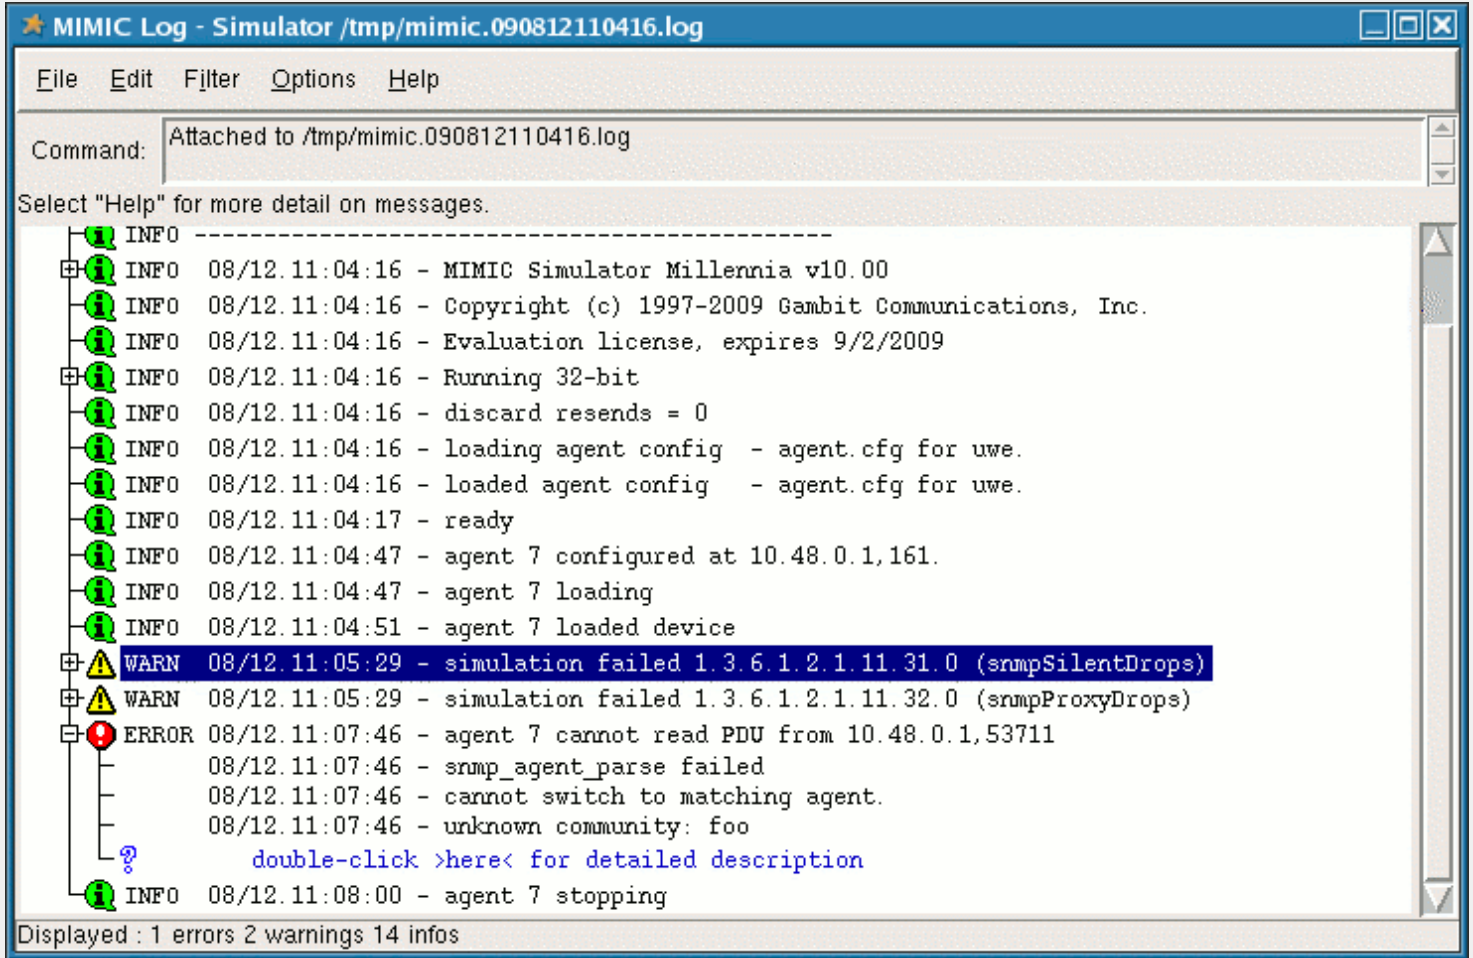 MIMIC Log - Simulator /tmp/mimic.090812110416.log
File Edit Filter Options Help
Command: Attached to /tmp/mimic.090812110416.log
Select "Help" for more detail on messages.
INFO ----------------------------------------------
INFO 08/12.11:04:16 - MIMIC Simulator Millennia v10.00
INFO 08/12.11:04:16 - Copyright (c) 1997-2009 Gambit Communications, Inc.
INFO 08/12.11:04:16 - Evaluation license, expires 9/2/2009
INFO 08/12.11:04:16 - Running 32-bit
INFO 08/12.11:04:16 - discard resends = 0
INFO 08/12.11:04:16 - loading agent config - agent.cfg for uwe.
INFO 08/12.11:04:16 - loaded agent config - agent.cfg for uwe.
INFO 08/12.11:04:17 - ready
INFO 08/12.11:04:47 - agent 7 configured at 10.48.0.1,161.
INFO 08/12.11:04:47 - agent 7 loading
INFO 08/12.11:04:51 - agent 7 loaded device
WARN 08/12.11:05:29 - simulation failed 1.3.6.1.2.1.11.31.0 (snmpSilentDrops)
WARN 08/12.11:05:29 - simulation failed 1.3.6.1.2.1.11.32.0 (snmpProxyDrops)
ERROR 08/12.11:07:46 - agent 7 cannot read PDU from 10.48.0.1,53711
08/12.11:07:46 - snmp_agent_parse failed
08/12.11:07:46 - cannot switch to matching agent.
08/12.11:07:46 - unknown community: foo
? double-click >here< for detailed description
INFO 08/12.11:08:00 - agent 7 stopping
Displayed : 1 errors 2 warnings 14 infos